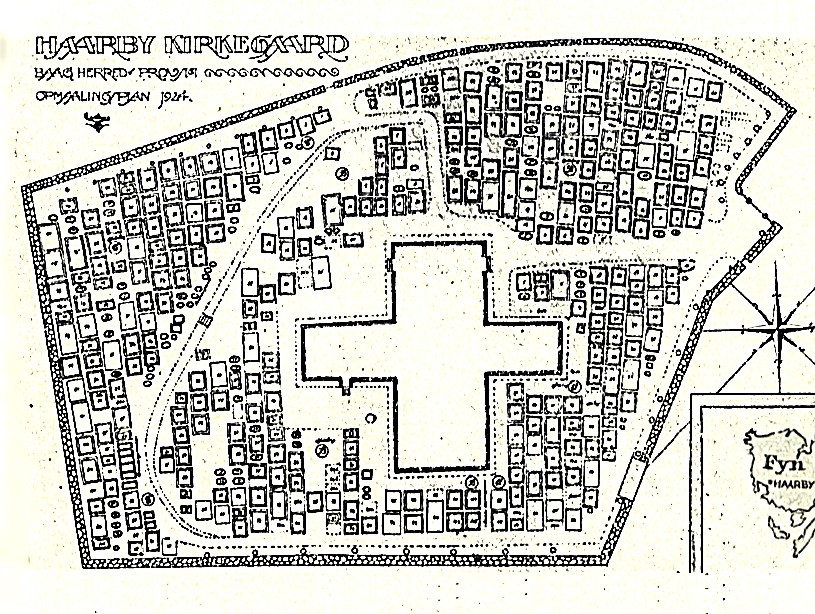 HAARBY KIRKEGAARD
BAAG HERRED PROVSTI
OPMAALINGSPLAN 1924.
Fyn
HAARBY